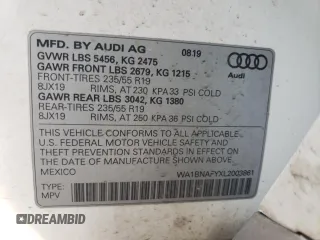 MFD. BY AUDI AG 08.19
GVWR LBS 5456, KG 2475
GAWR FRONT LBS 2679, KG 1215
FRONT-TIRES 235/55 R19
8JX19 RIMS, AT 230 KPA 33 PSI COLD
GAWR REAR LBS 3042, KG 1380
REAR-TIRES 235/55 R19
8JX19 RIMS, AT 250 KPA 36 PSI COLD
Audi
THIS VEHICLE CONFORMS TO ALL APPLICABLE
U.S. FEDERAL MOTOR VEHICLE SAFETY AND
THEFT PREVENTION STANDARDS IN EFFECT ON
THE DATE OF MANUFACTURE SHOWN ABOVE.
MEXICO
TYPE:
MPV